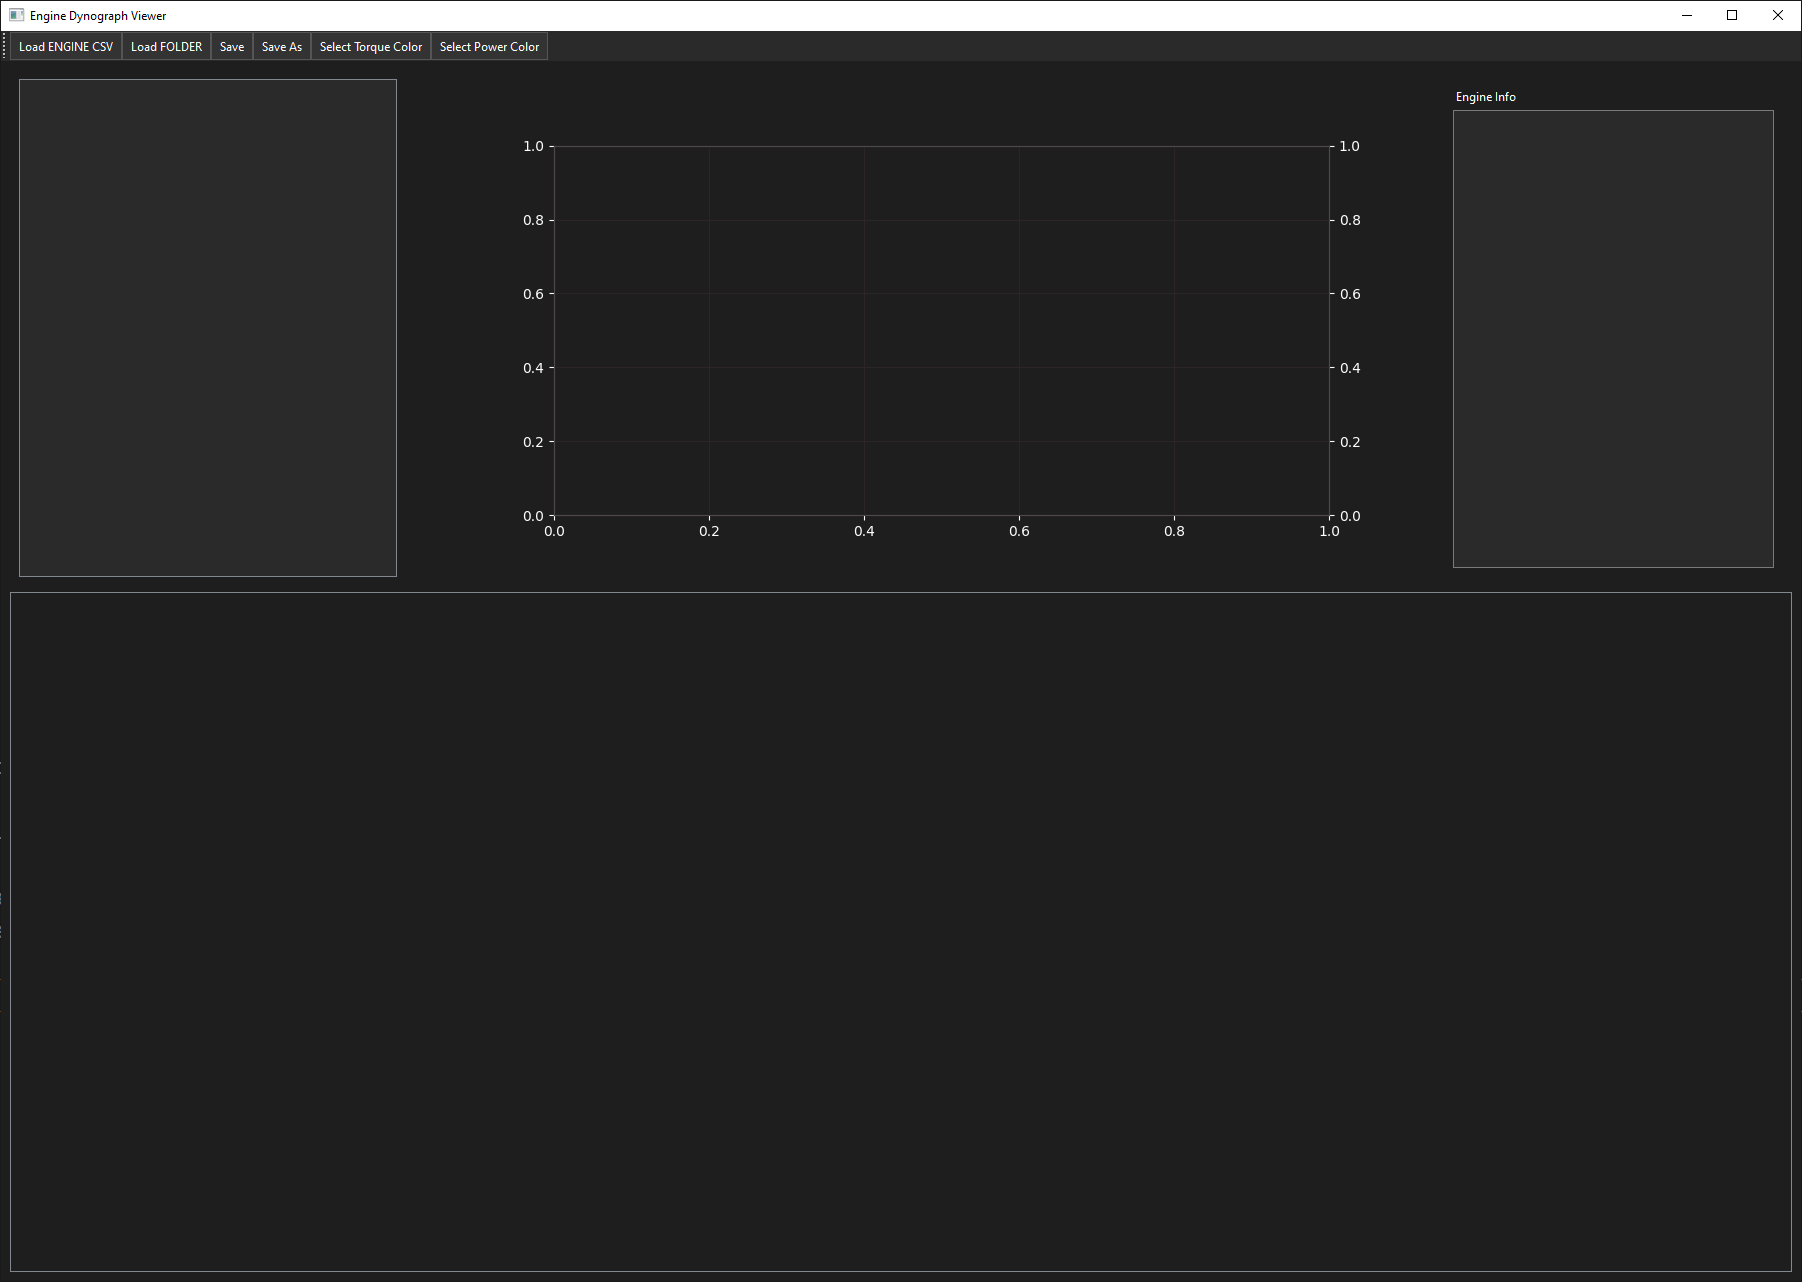 Engine Dynograph Viewer
Load ENGINE CSV Load FOLDER Save Save As Select Torque Color Select Power Color
Engine Info
1.0 1.0
0.8 0.8
0.6 0.6
0.4 0.4
0.2 0.2
0.0 0.0
0.0 0.2 0.4 0.6 0.8 1.0